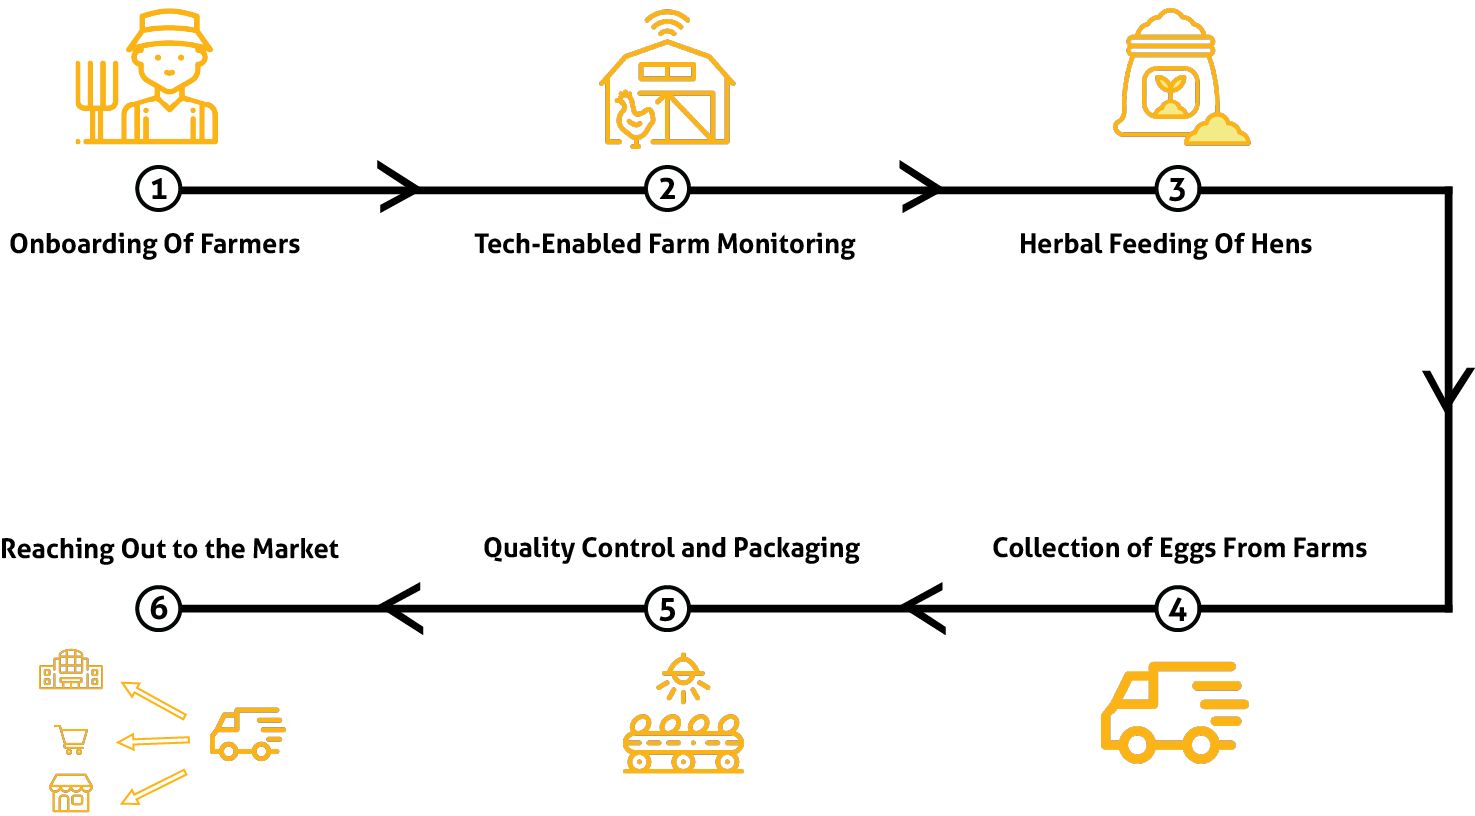 1
2
3
Onboarding Of Farmers
Tech-Enabled Farm Monitoring
Herbal Feeding Of Hens
Reaching Out to the Market
Quality Control and Packaging
Collection of Eggs From Farms
6
5
4